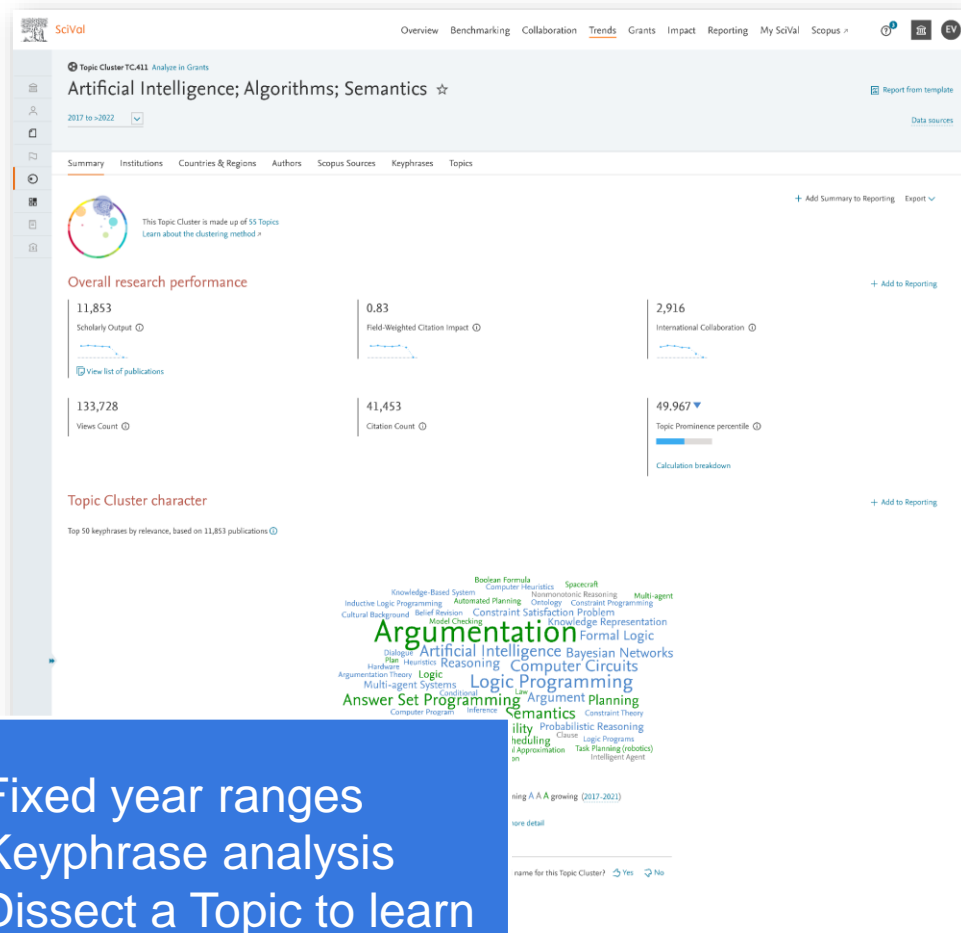 SciVal
Overview Benchmarking Collaboration Trends Grants Impact Reporting My SciVal Scopus ↗ EV
Topic Cluster TC.411 Analyze in Grants
Artificial Intelligence; Algorithms; Semantics ☆
Report from template
2017 to >2022
Data sources
Summary Institutions Countries & Regions Authors Scopus Sources Keyphrases Topics
+ Add Summary to Reporting Export
This Topic Cluster is made up of 55 Topics
Learn about the clustering method ↗
Overall research performance
+ Add to Reporting
11,853 0.83 2,916
Scholarly Output Field-Weighted Citation Impact International Collaboration
View list of publications
133,728 41,453 49.967 ▼
Views Count Citation Count Topic Prominence percentile
Calculation breakdown
Topic Cluster character
+ Add to Reporting
Top 50 keyphrases by relevance, based on 11,853 publications
Boolean Formula
Computer Heuristics Spacecraft
Knowledge-Based System Nonmonotonic Reasoning Multi-agent
Inductive Logic Programming Automated Planning Ontology Constraint Programming
Cultural Background Belief Revision Constraint Satisfaction Problem
Model Checking Knowledge Representation
Argumentation Formal Logic
Dialogue Artificial Intelligence Bayesian Networks
Plan Heuristics Reasoning Computer Circuits
Hardware
Argumentation Theory Logic Logic Programming
Multi-agent Systems
Conditional Law Argument Planning
Answer Set Programming
Computer Program Inference Semantics Constraint Theory
ility Probabilistic Reasoning
heduling Clause Logic Programs
l Approximation Task Planning (robotics)
on Intelligent Agent
ning A A A growing (2017-2021)
ore detail
name for this Topic Cluster? Yes No
Fixed year ranges
Keyphrase analysis
Dissect a Topic to learn